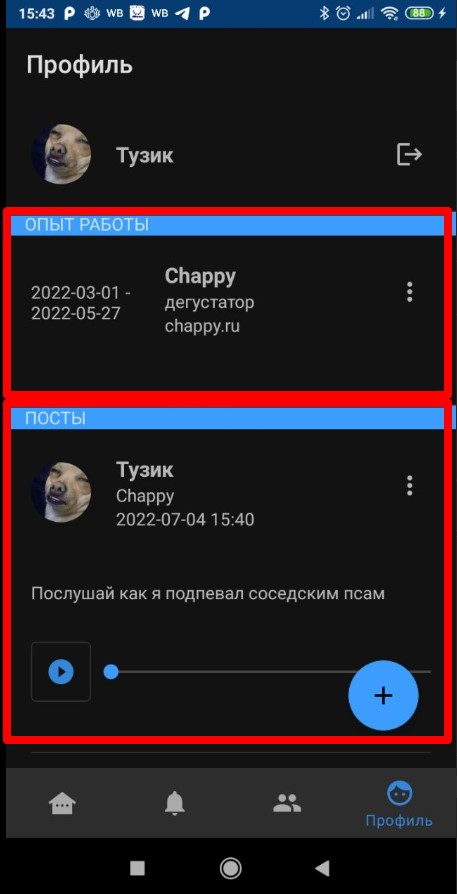 15:43 P WB WB P 88
Профиль
Тузик
ОПЫТ РАБОТЫ
Chappy
2022-03-01 -
дегустатор
2022-05-27
chappy.ru
ПОСТЫ
Тузик
Chappy
2022-07-04 15:40
Послушай как я подпевал соседским псам
+
Профиль